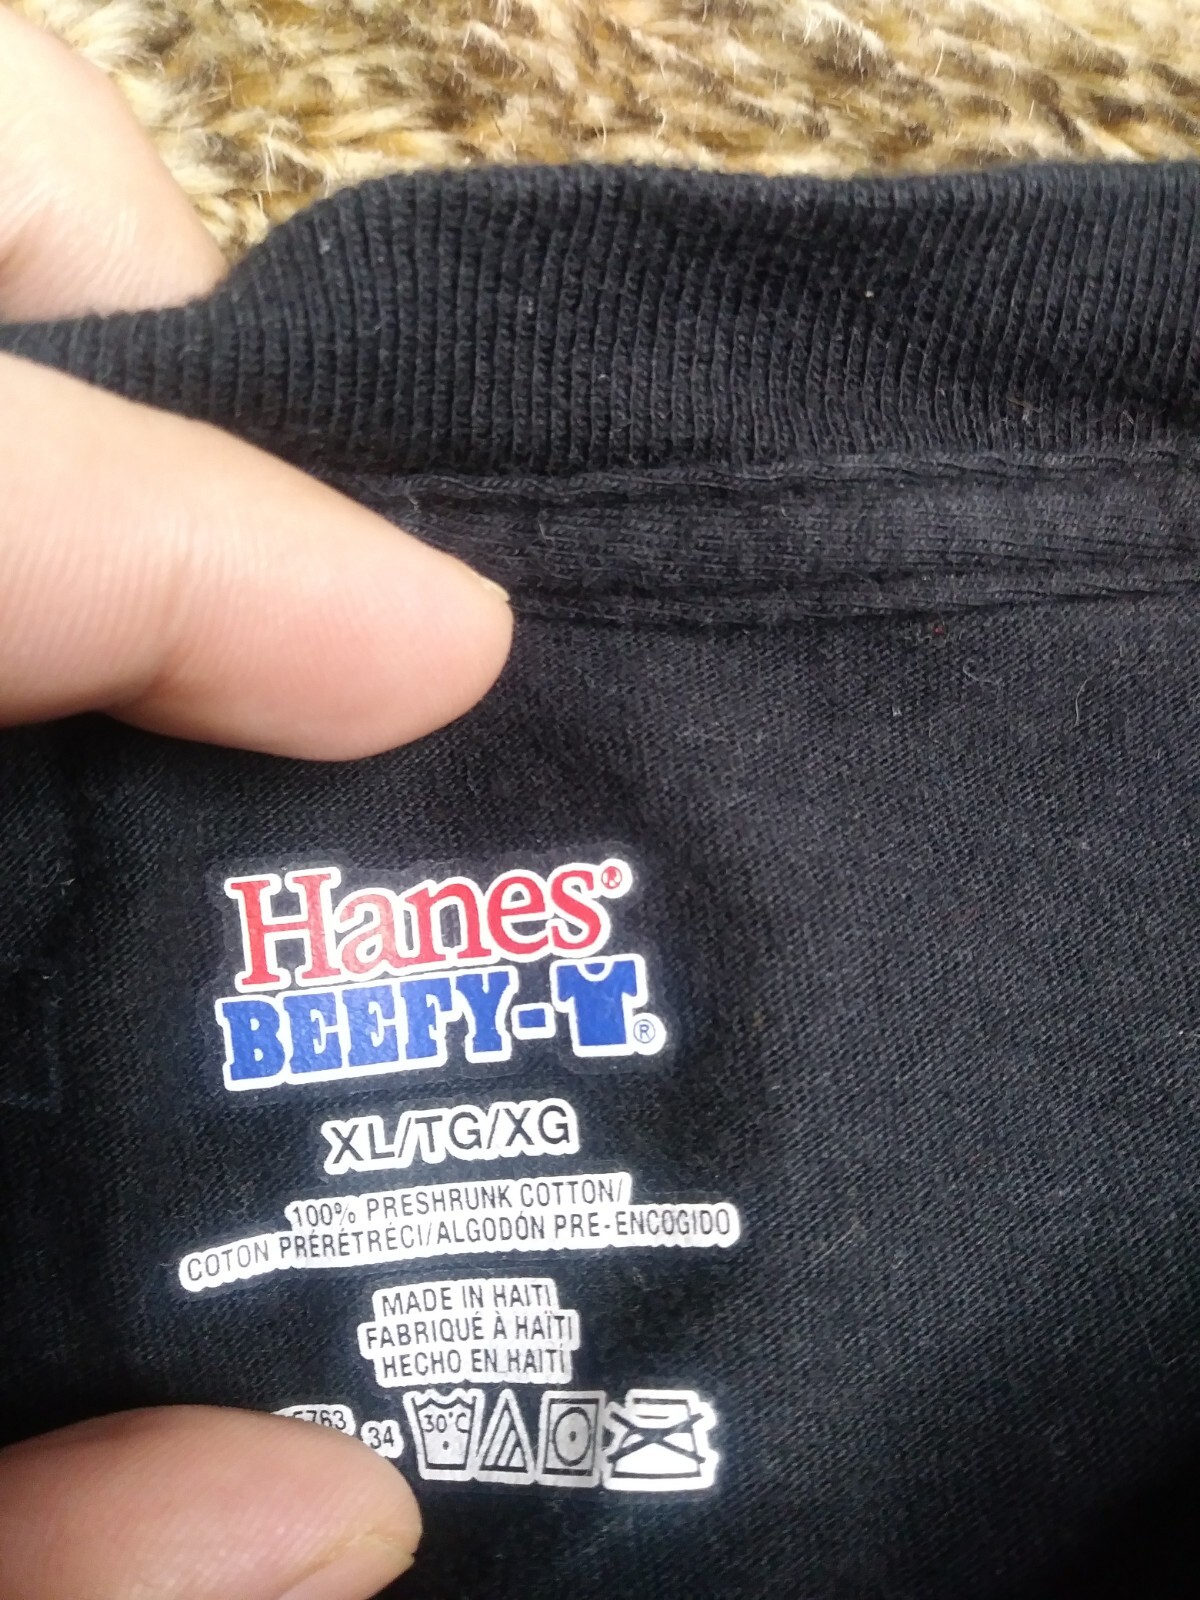 Hanes®
BEEFY-T®
XL/TG/XG
100% PRESHRUNK COTTON/
COTON PRÉRÉTRÉCI/ALGODÓN PRE-ENCOGIDO
MADE IN HAITI
FABRIQUÉ À HAÏTI
HECHO EN HAITÍ
5763 34 30°C